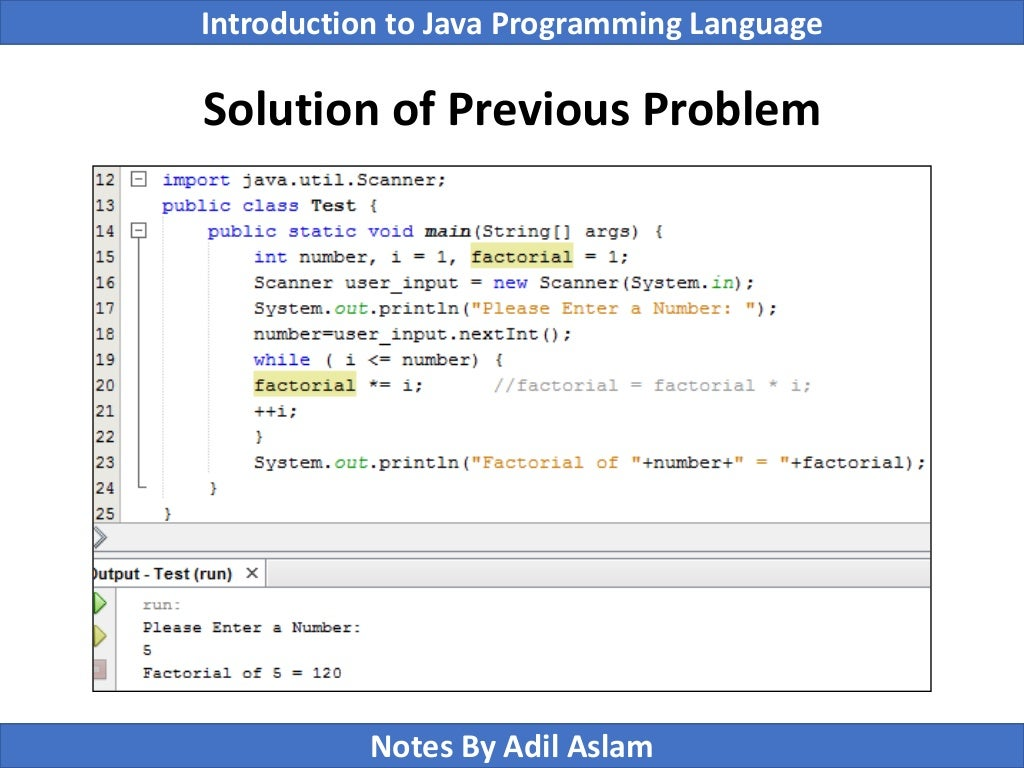 Introduction to Java Programming Language
Solution of Previous Problem
12 import java.util.Scanner;
13 public class Test {
14 public static void main(String[] args) {
15 int number, i = 1, factorial = 1;
16 Scanner user_input = new Scanner(System.in);
17 System.out.println("Please Enter a Number: ");
18 number=user_input.nextInt();
19 while ( i <= number) {
20 factorial *= i; //factorial = factorial * i;
21 ++i;
22 }
23 System.out.println("Factorial of "+number+" = "+factorial);
24 }
25 }
Output - Test (run)
run:
Please Enter a Number:
5
Factorial of 5 = 120
Notes By Adil Aslam